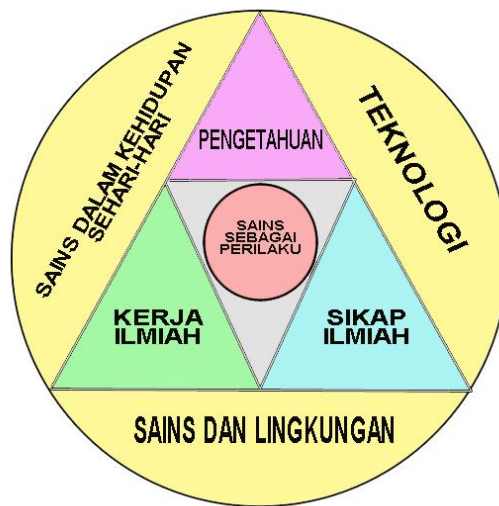 PENGETAHUAN
SAINS DALAM KEHIDUPAN
SEHARI-HARI
TEKNOLOGI
SAINS
SEBAGAI
PERILAKU
KERJA
ILMIAH
SIKAP
ILMIAH
SAINS DAN LINGKUNGAN